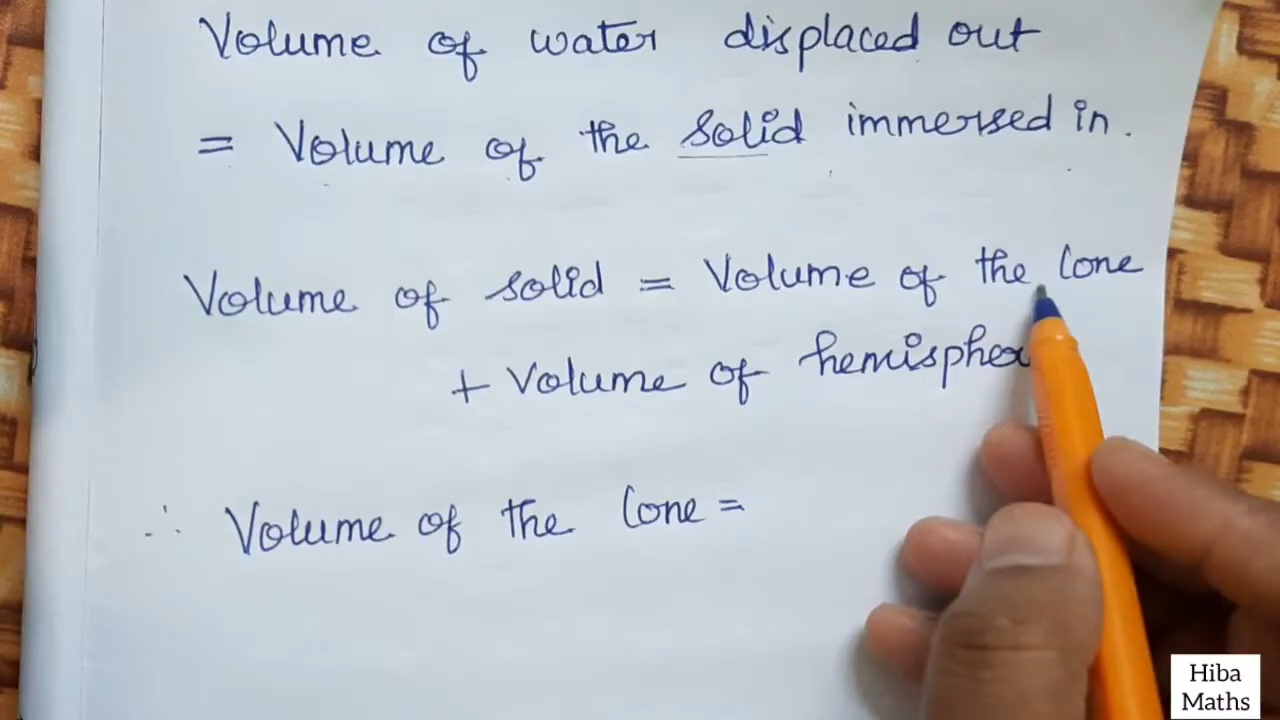 Volume of water displaced out
= Volume of the solid immersed in.
Volume of solid = Volume of the Cone
+ Volume of
∴ Volume of the Cone =
Hiba
Maths